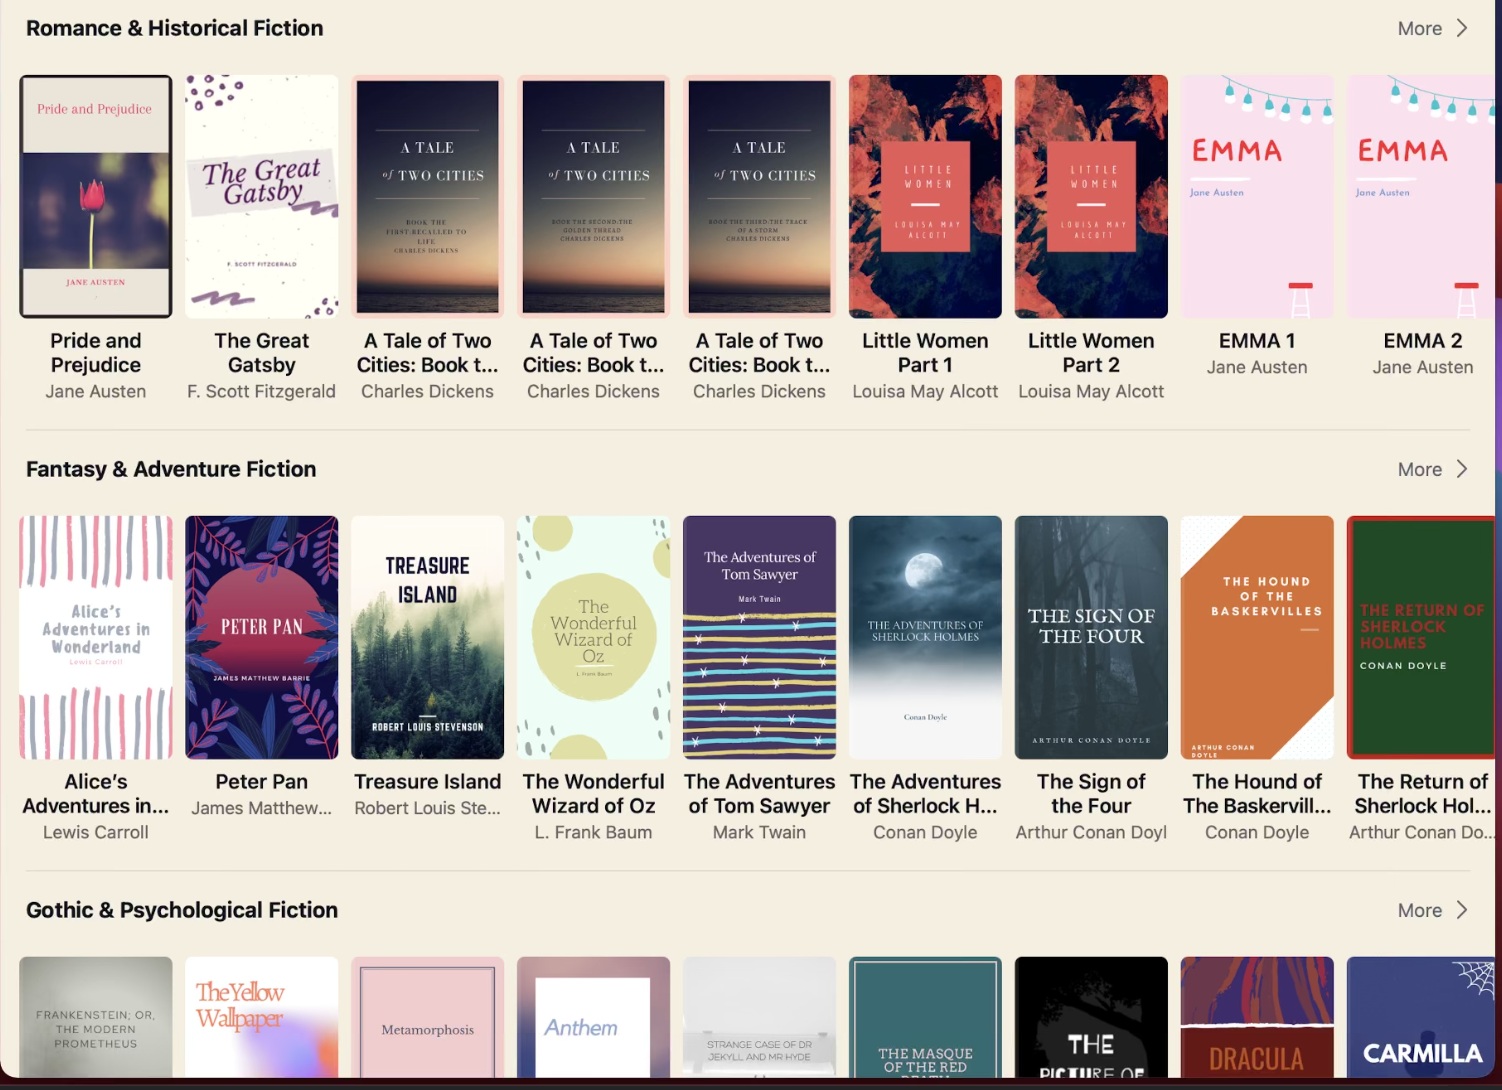 Romance & Historical Fiction
More
Pride and Prejudice
JANE AUSTEN
The Great
Gatsby
F. SCOTT FITZGERALD
A TALE
of TWO CITIES
BOOK THE
FIRST:RECALLED TO
LIFE
CHARLES DICKENS
A TALE
of TWO CITIES
BOOK THE SECOND:THE
GOLDEN THREAD
CHARLES DICKENS
A TALE
of TWO CITIES
BOOK THE THIRD:THE TRACK
OF A STORM
CHARLES DICKENS
LITTLE
WOMEN
LOUISA MAY
ALCOTT
LITTLE
WOMEN
LOUISA MAY
ALCOTT
EMMA
Jane Austen
EMMA
Jane Austen
Pride and
Prejudice
Jane Austen
The Great
Gatsby
F. Scott Fitzgerald
A Tale of Two
Cities: Book t...
Charles Dickens
A Tale of Two
Cities: Book t...
Charles Dickens
A Tale of Two
Cities: Book t...
Charles Dickens
Little Women
Part 1
Louisa May Alcott
Little Women
Part 2
Louisa May Alcott
EMMA 1
Jane Austen
EMMA 2
Jane Austen
Fantasy & Adventure Fiction
More
Alice's
Adventures in
Wonderland
Lewis Carroll
PETER PAN
JAMES MATTHEW BARRIE
TREASURE
ISLAND
ROBERT LOUIS STEVENSON
The
Wonderful
Wizard of
Oz
L. Frank Baum
The Adventures of
Tom Sawyer
Mark Twain
THE ADVENTURES OF
SHERLOCK HOLMES
Conan Doyle
THE SIGN OF
THE FOUR
ARTHUR CONAN DOYLE
THE HOUND
OF THE
BASKERVILLES
ARTHUR CONAN
DOYLE
THE RETURN OF
SHERLOCK
HOLMES
CONAN DOYLE
Alice's
Adventures in...
Lewis Carroll
Peter Pan
James Matthew...
Treasure Island
Robert Louis Ste...
The Wonderful
Wizard of Oz
L. Frank Baum
The Adventures
of Tom Sawyer
Mark Twain
The Adventures
of Sherlock H...
Conan Doyle
The Sign of
the Four
Arthur Conan Doyl
The Hound of
The Baskervill...
Conan Doyle
The Return of
Sherlock Hol...
Arthur Conan Do...
Gothic & Psychological Fiction
More
FRANKENSTEIN; OR,
THE MODERN
PROMETHEUS
The Yellow
Wallpaper
Metamorphosis
Anthem
STRANGE CASE OF DR
JEKYLL AND MR HYDE
THE MASQUE
OF THE RED
DEATH
THE
PICTURE OF
DRACULA
CARMILLA